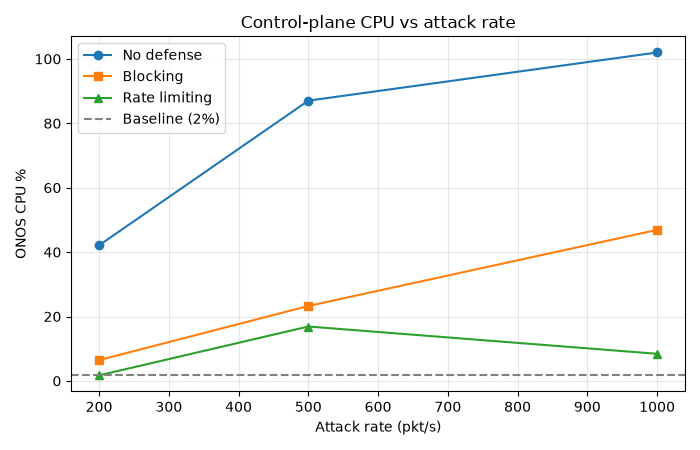 Control-plane CPU vs attack rate
No defense
Blocking
Rate limiting
Baseline (2%)
ONOS CPU %
100
80
60
40
20
0
200 300 400 500 600 700 800 900 1000
Attack rate (pkt/s)